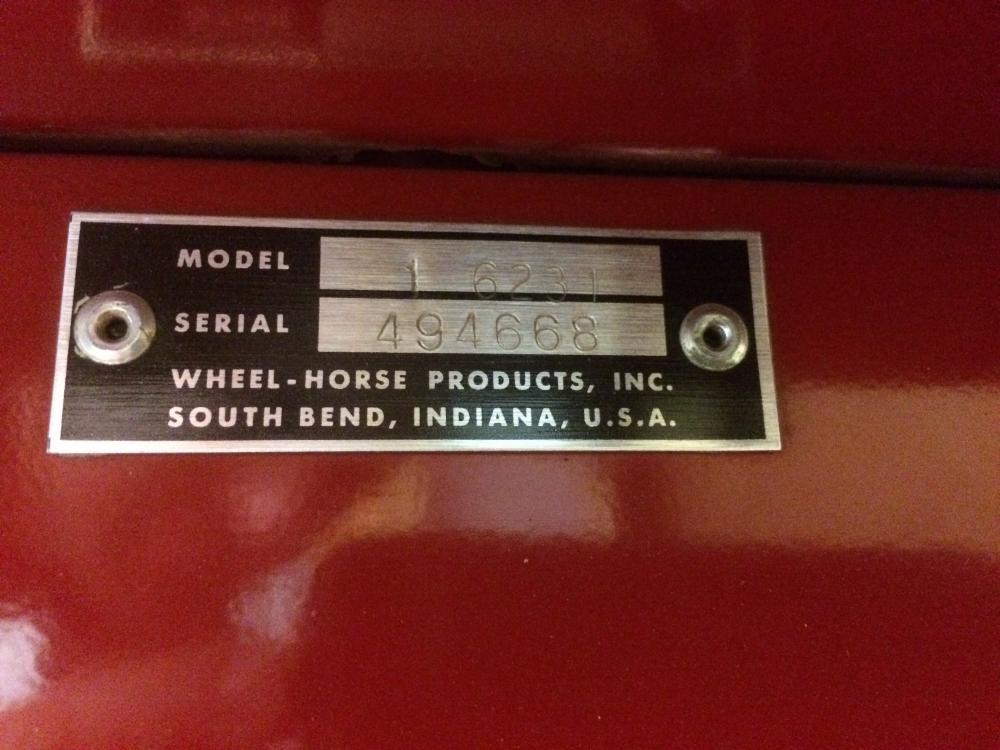 MODEL 1 6231
SERIAL 494668
WHEEL-HORSE PRODUCTS, INC.
SOUTH BEND, INDIANA, U.S.A.